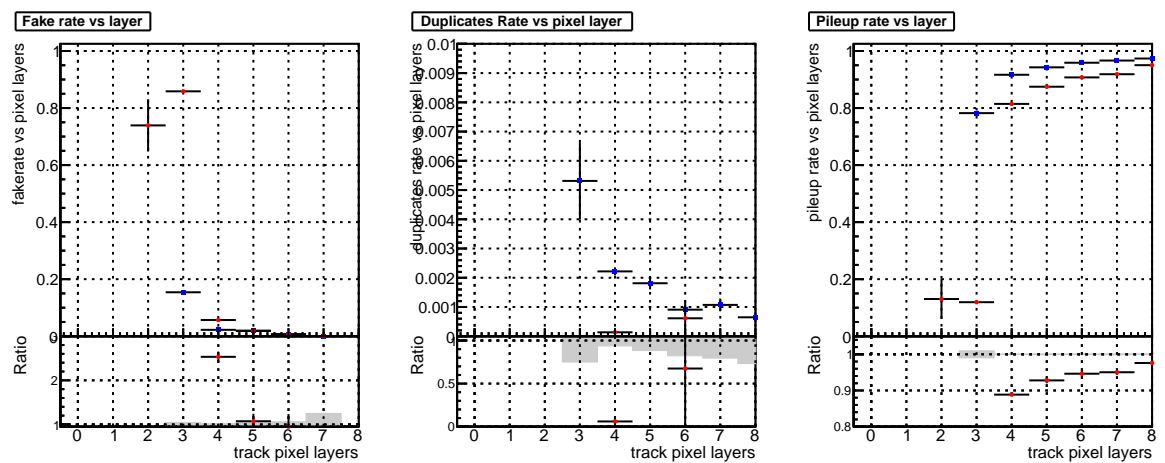 Fake rate vs layer
fakerate vs pixel layers
1
0.8
0.6
0.4
0.2
0
Ratio
2
1
0 1 2 3 4 5 6 7 8
track pixel layers
Duplicates Rate vs pixel layer
duplicates rate vs pixel layers
0.01
0.009
0.008
0.007
0.006
0.005
0.004
0.003
0.002
0.001
0
Ratio
1
0.5
0
0 1 2 3 4 5 6 7 8
track pixel layers
Pileup rate vs layer
pileup rate vs pixel layers
1
0.8
0.6
0.4
0.2
0
Ratio
1
0.9
0.8
0 1 2 3 4 5 6 7 8
track pixel layers